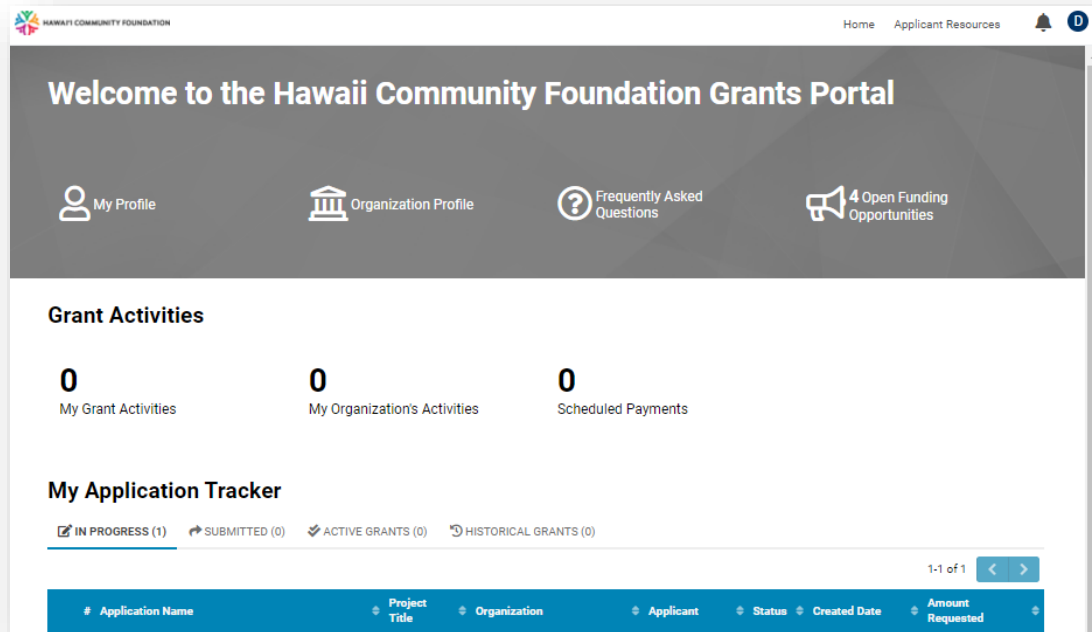 HAWAI'I COMMUNITY FOUNDATION
Home Applicant Resources D
Welcome to the Hawaii Community Foundation Grants Portal
My Profile
Organization Profile
Frequently Asked
Questions
4 Open Funding
Opportunities
Grant Activities
0
My Grant Activities
0
My Organization's Activities
0
Scheduled Payments
My Application Tracker
IN PROGRESS (1) SUBMITTED (0) ACTIVE GRANTS (0) HISTORICAL GRANTS (0)
1-1 of 1
# Application Name
Project
Title
Organization
Applicant
Status
Created Date
Amount
Requested